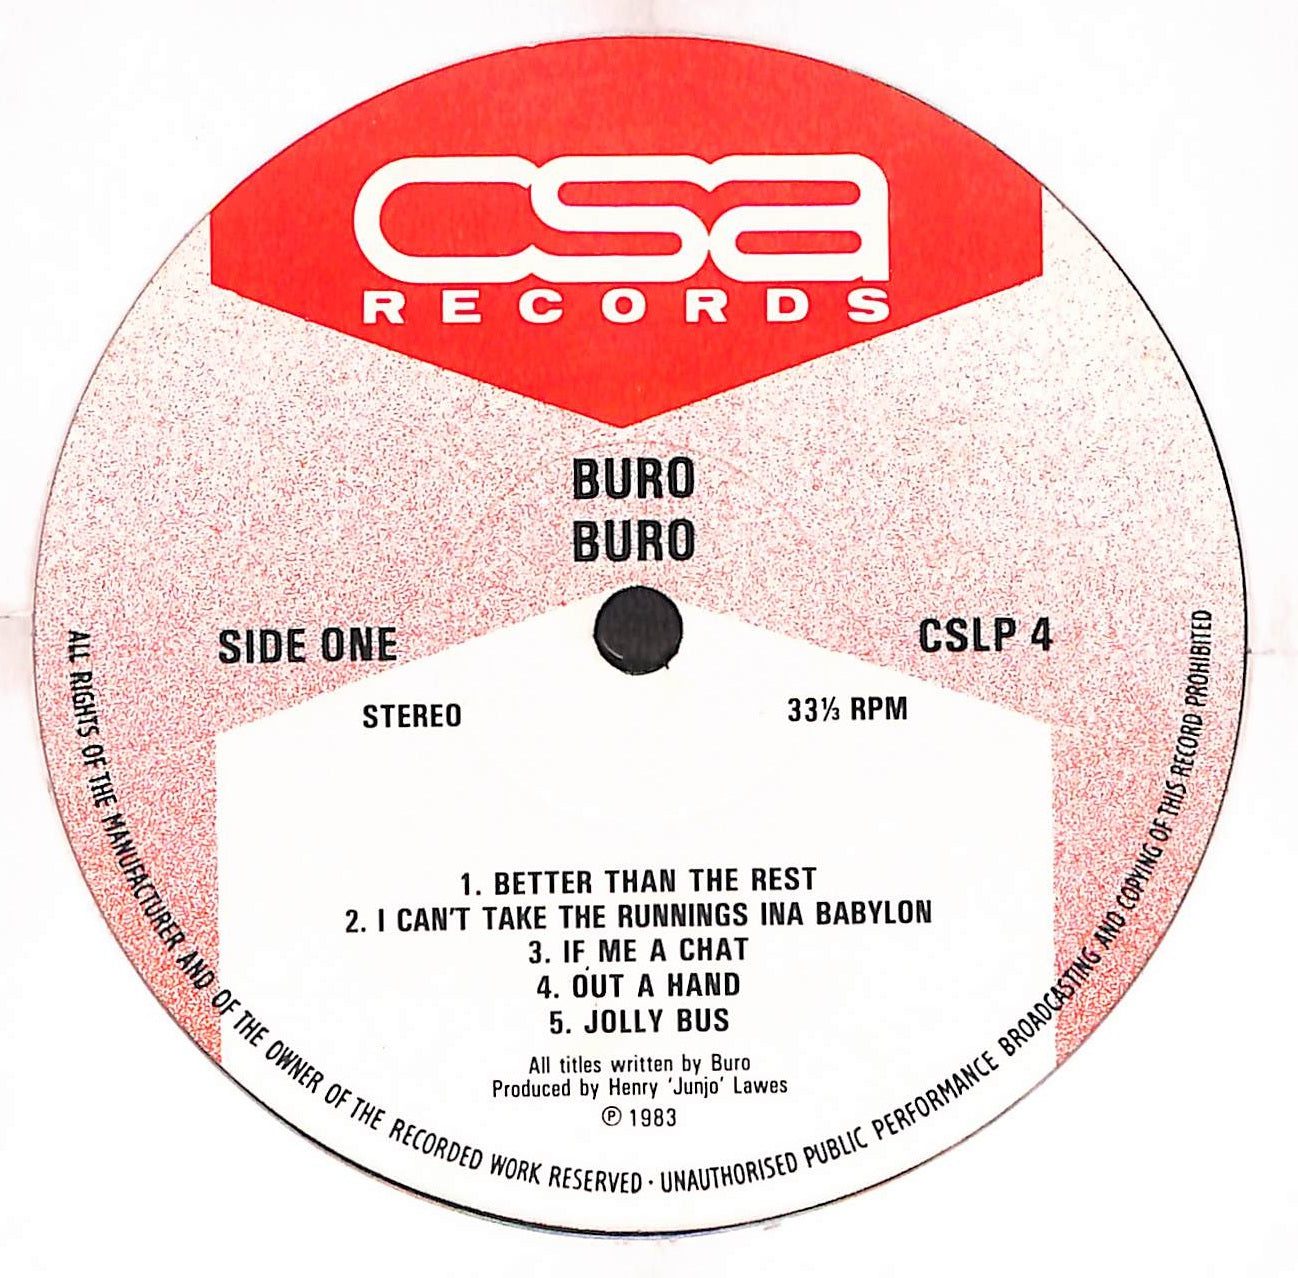 csa
RECORDS
BURO
BURO
SIDE ONE
CSLP 4
STEREO
33⅓ RPM
1. BETTER THAN THE REST
2. I CAN'T TAKE THE RUNNINGS INA BABYLON
3. IF ME A CHAT
4. OUT A HAND
5. JOLLY BUS
All titles written by Buro
Produced by Henry 'Junjo' Lawes
℗ 1983
ALL RIGHTS OF THE MANUFACTURER AND OF THE OWNER OF THE RECORDED WORK RESERVED · UNAUTHORISED PUBLIC PERFORMANCE BROADCASTING AND COPYING OF THIS RECORD PROHIBITED